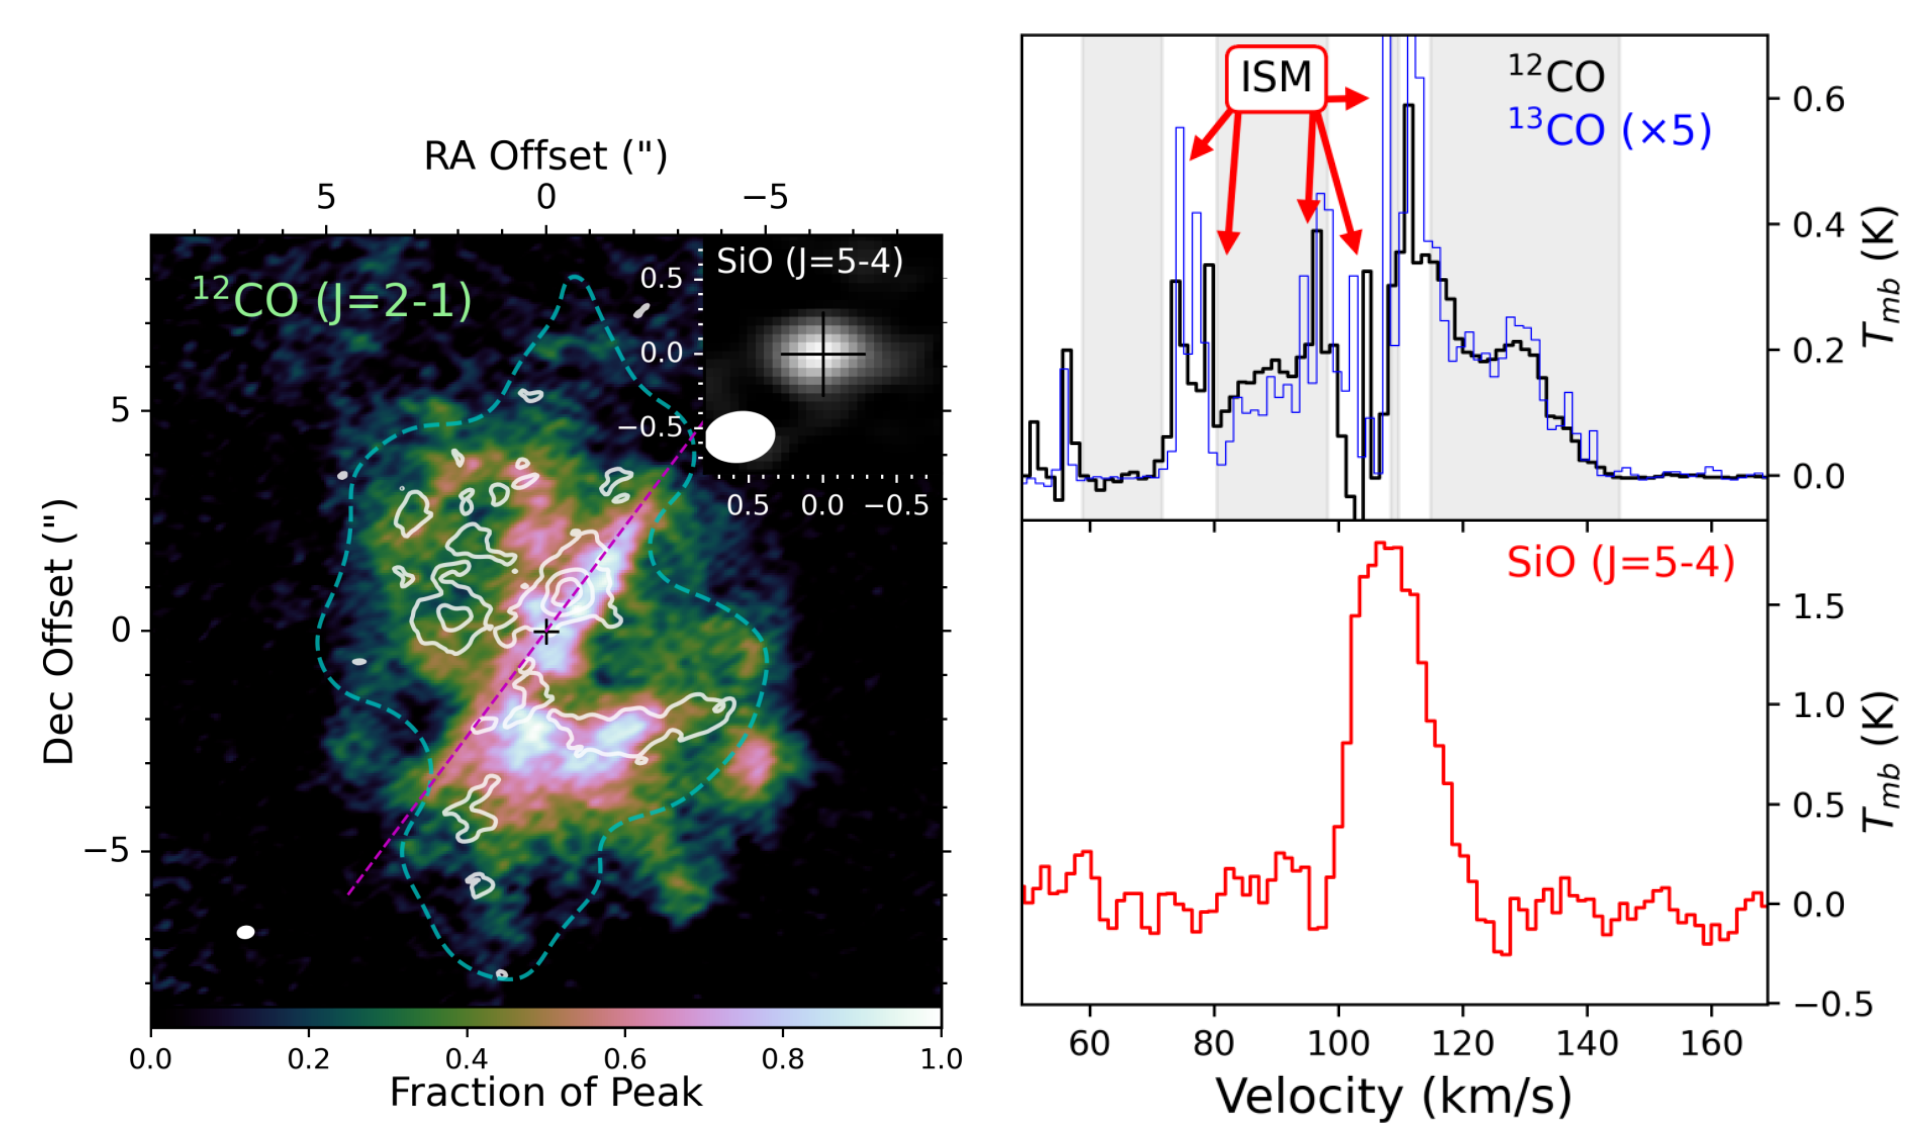 RA Offset (")
5 0 −5
¹²CO (J=2-1)
SiO (J=5-4)
0.5
0.0
−0.5
0.5 0.0 −0.5
Dec Offset (")
5
0
−5
0.0 0.2 0.4 0.6 0.8 1.0
Fraction of Peak
ISM
¹²CO
¹³CO (×5)
0.6
0.4
0.2
0.0
T_mb (K)
SiO (J=5-4)
1.5
1.0
0.5
0.0
−0.5
T_mb (K)
60 80 100 120 140 160
Velocity (km/s)